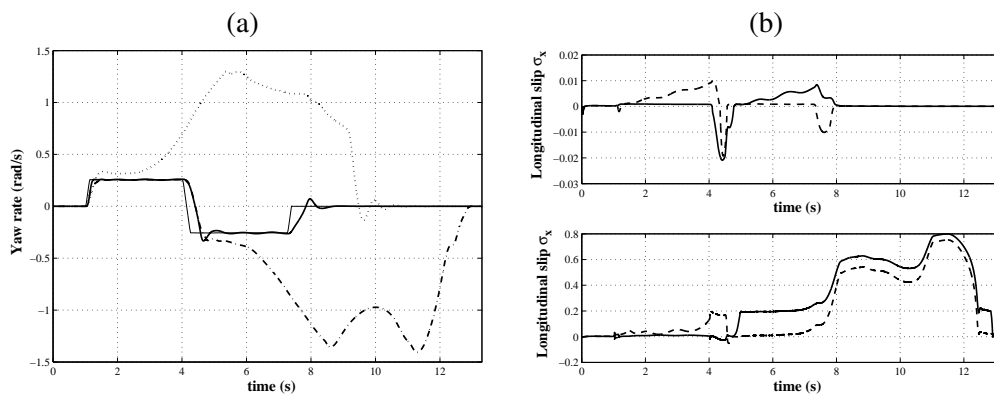 (a)
1.5
1
0.5
0
−0.5
−1
−1.5
Yaw rate (rad/s)
0 2 4 6 8 10 12
time (s)
(b)
0.02
0.01
0
−0.01
−0.02
−0.03
Longitudinal slip σx
0 2 4 6 8 10 12
time (s)
0.8
0.6
0.4
0.2
0
−0.2
Longitudinal slip σx
0 2 4 6 8 10 12
time (s)